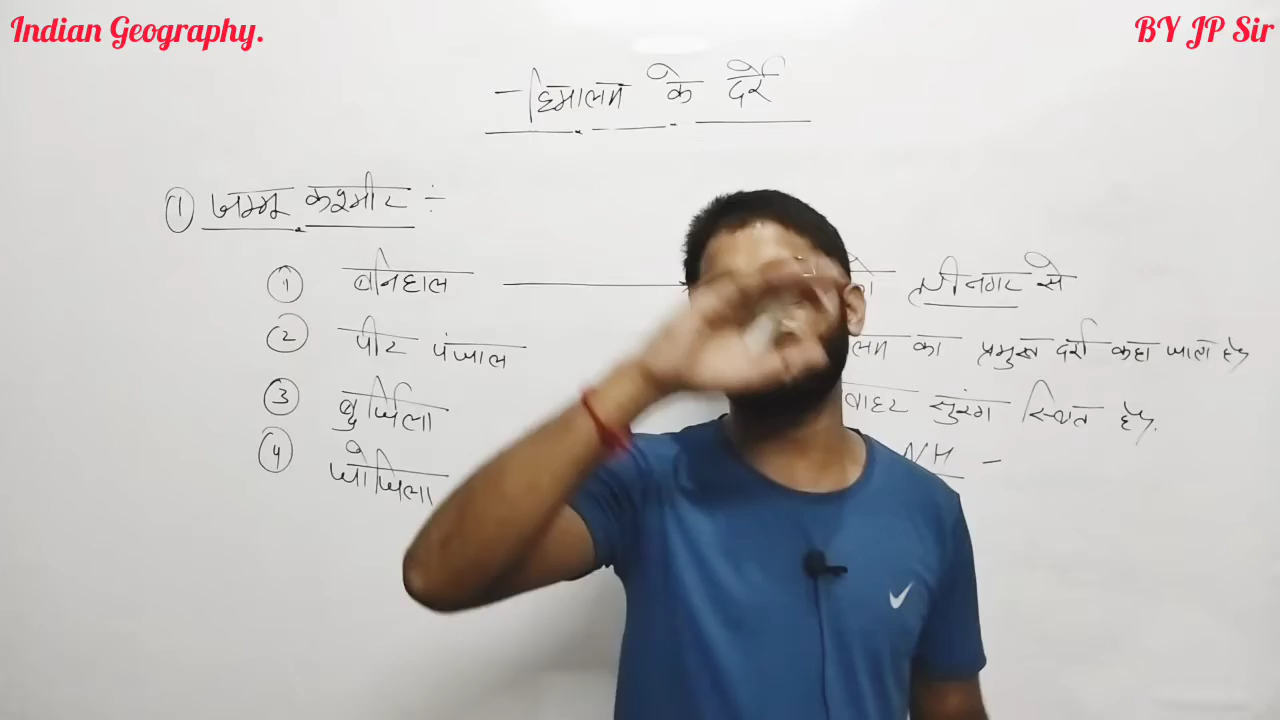 Indian Geography.
BY JP Sir
हिमालय के दर्रे
① जम्मू कश्मीर ÷
① बनिहाल का श्रीनगर से
② पीर पंजाल का प्रमुख दर्रा कहा जाता है
③ बुर्जिला सुरंग स्थित है
④ जोजिला NH -